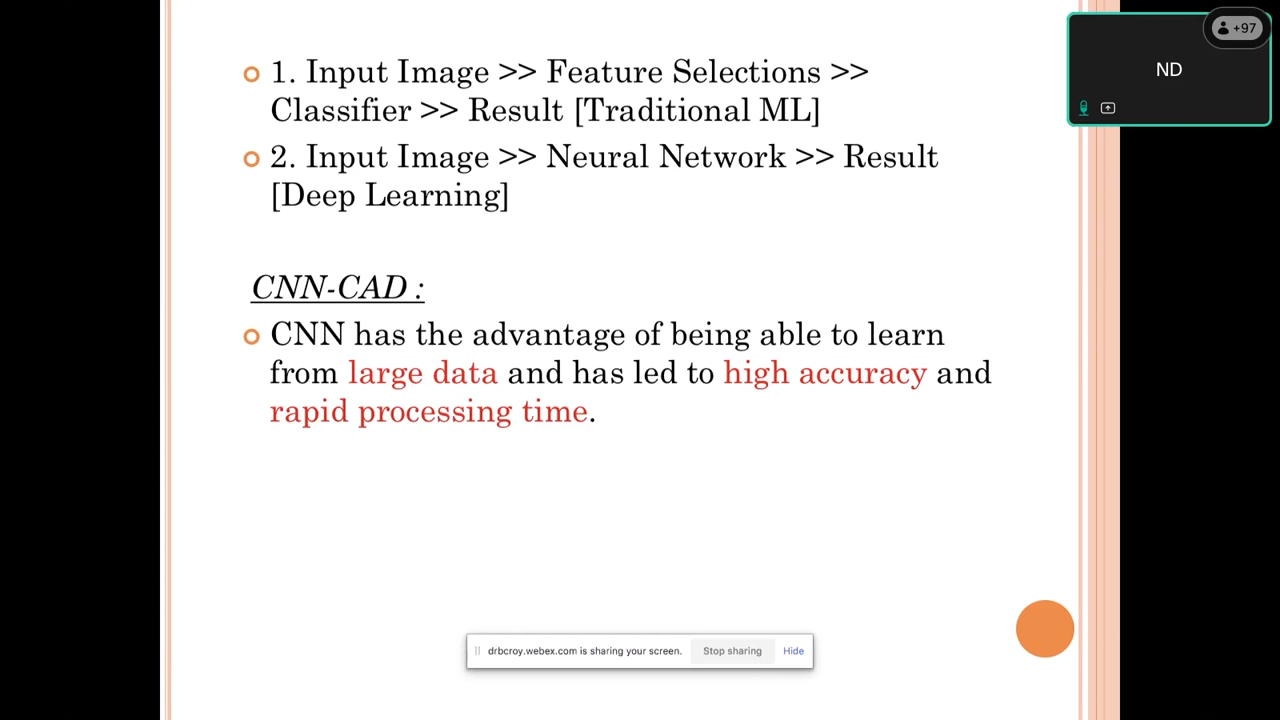 1. Input Image >> Feature Selections >>
Classifier >> Result [Traditional ML]
2. Input Image >> Neural Network >> Result
[Deep Learning]
CNN-CAD :
CNN has the advantage of being able to learn
from large data and has led to high accuracy and
rapid processing time.
+97
ND
drbcroy.webex.com is sharing your screen. Stop sharing Hide